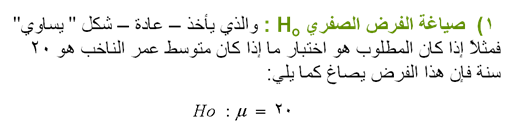 ١) صياغة الفرض الصفري Ho : والذي يأخذ – عادة – شكل " يساوي"
فمثلاً إذا كان المطلوب هو اختبار ما إذا كان متوسط عمر الناخب هو ٢٠
سنة فإن هذا الفرض يصاغ كما يلي:
Ho : μ = ٢٠